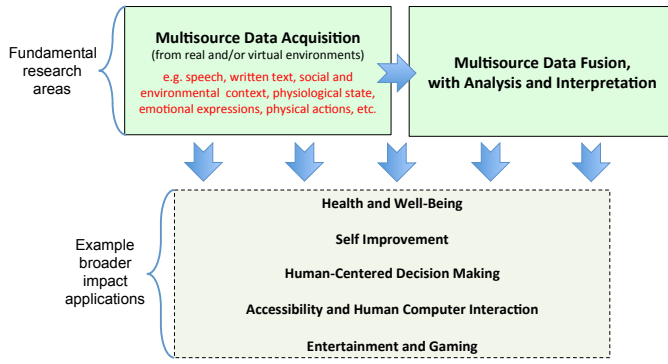 Fundamental
research
areas
Multisource Data Acquisition
(from real and/or virtual environments)
e.g. speech, written text, social and
environmental context, physiological state,
emotional expressions, physical actions, etc.
Multisource Data Fusion,
with Analysis and Interpretation
Example
broader
impact
applications
Health and Well-Being
Self Improvement
Human-Centered Decision Making
Accessibility and Human Computer Interaction
Entertainment and Gaming